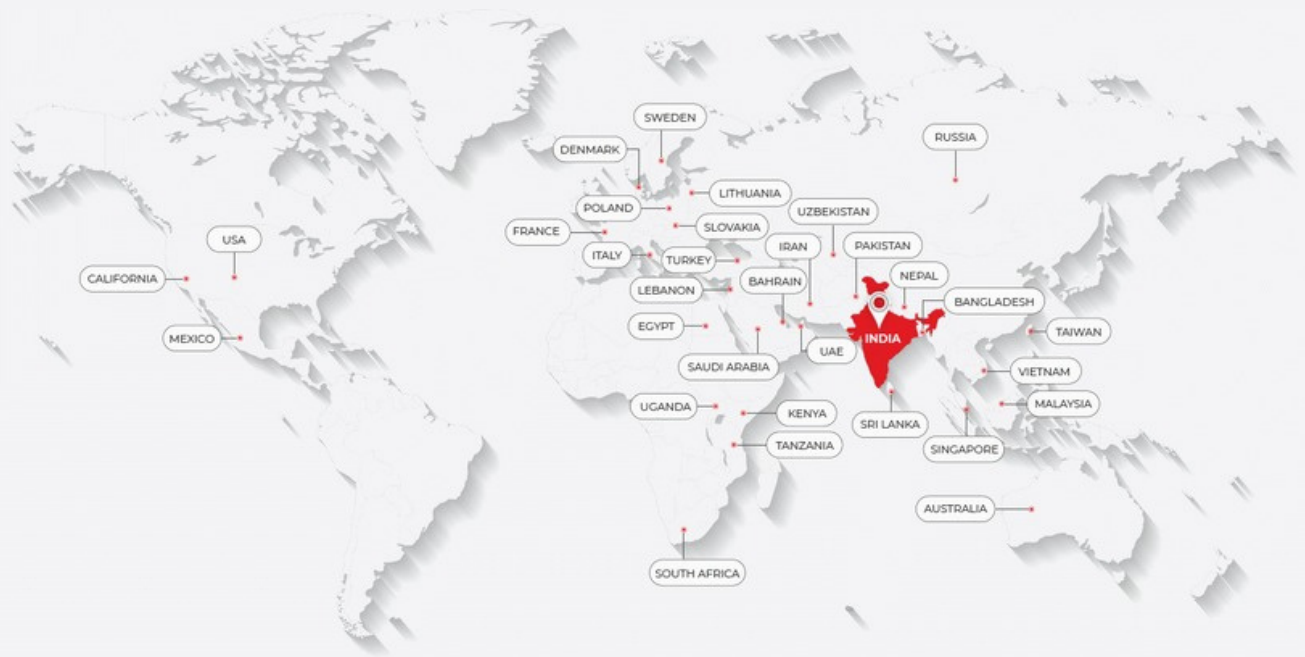 SWEDEN
RUSSIA
DENMARK
LITHUANIA
POLAND
UZBEKISTAN
SLOVAKIA
FRANCE
USA
IRAN
PAKISTAN
ITALY
TURKEY
NEPAL
CALIFORNIA
BAHRAIN
LEBANON
BANGLADESH
EGYPT
TAIWAN
MEXICO
INDIA
UAE
SAUDI ARABIA
VIETNAM
MALAYSIA
UGANDA
KENYA
SRI LANKA
TANZANIA
SINGAPORE
AUSTRALIA
SOUTH AFRICA